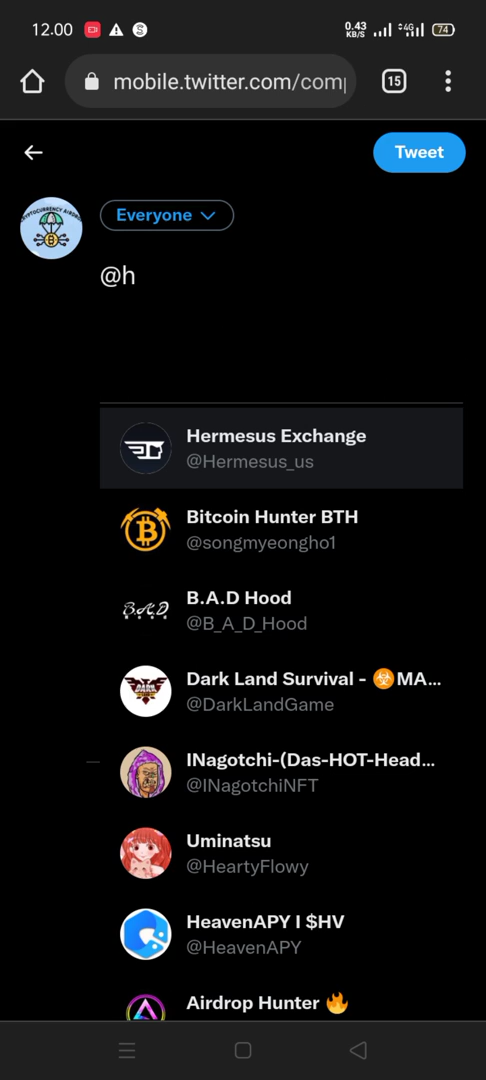 12.00
0.43
KB/S
4G
74
mobile.twitter.com/com
15
Tweet
Everyone
@h
Hermesus Exchange
@Hermesus_us
Bitcoin Hunter BTH
@songmyeongho1
B.A.D Hood
@B_A_D_Hood
Dark Land Survival - ☣MA...
@DarkLandGame
INagotchi-(Das-HOT-Head...
@INagotchiNFT
Uminatsu
@HeartyFlowy
HeavenAPY I $HV
@HeavenAPY
Airdrop Hunter 🔥